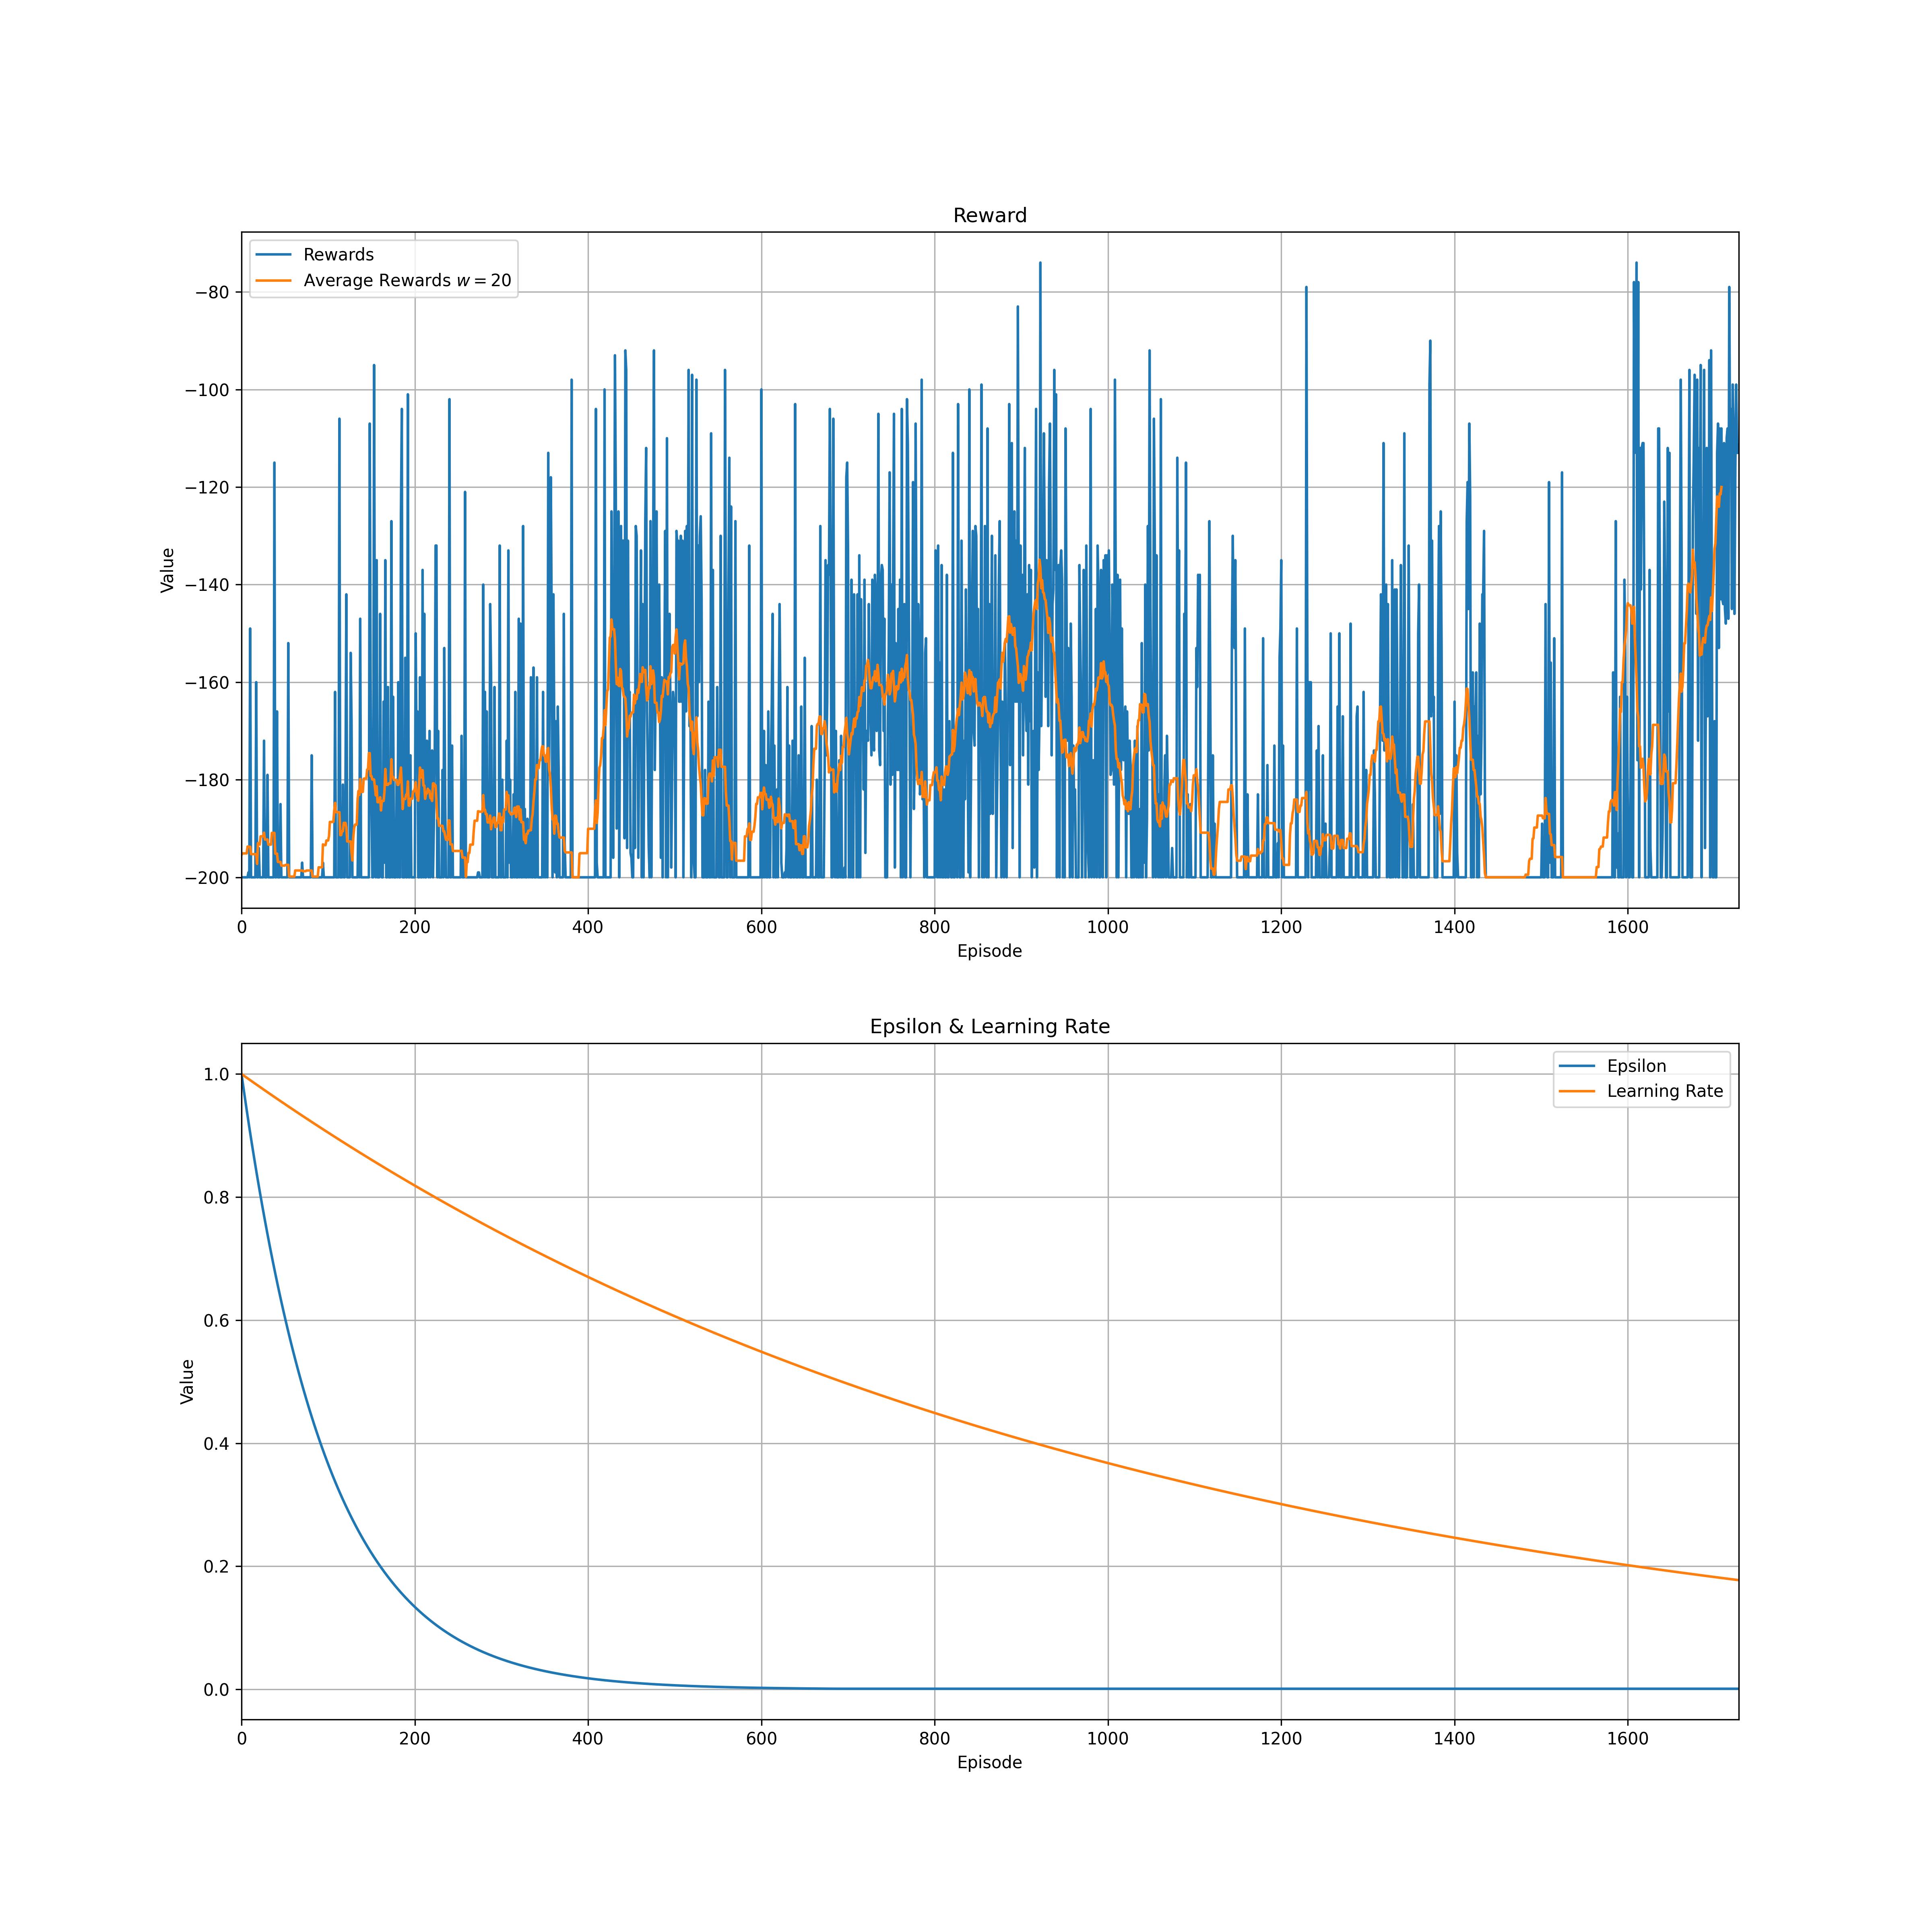 Reward
Rewards
Average Rewards w = 20
Value
−80
−100
−120
−140
−160
−180
−200
0 200 400 600 800 1000 1200 1400 1600
Episode
Epsilon & Learning Rate
Epsilon
Learning Rate
Value
1.0
0.8
0.6
0.4
0.2
0.0
0 200 400 600 800 1000 1200 1400 1600
Episode